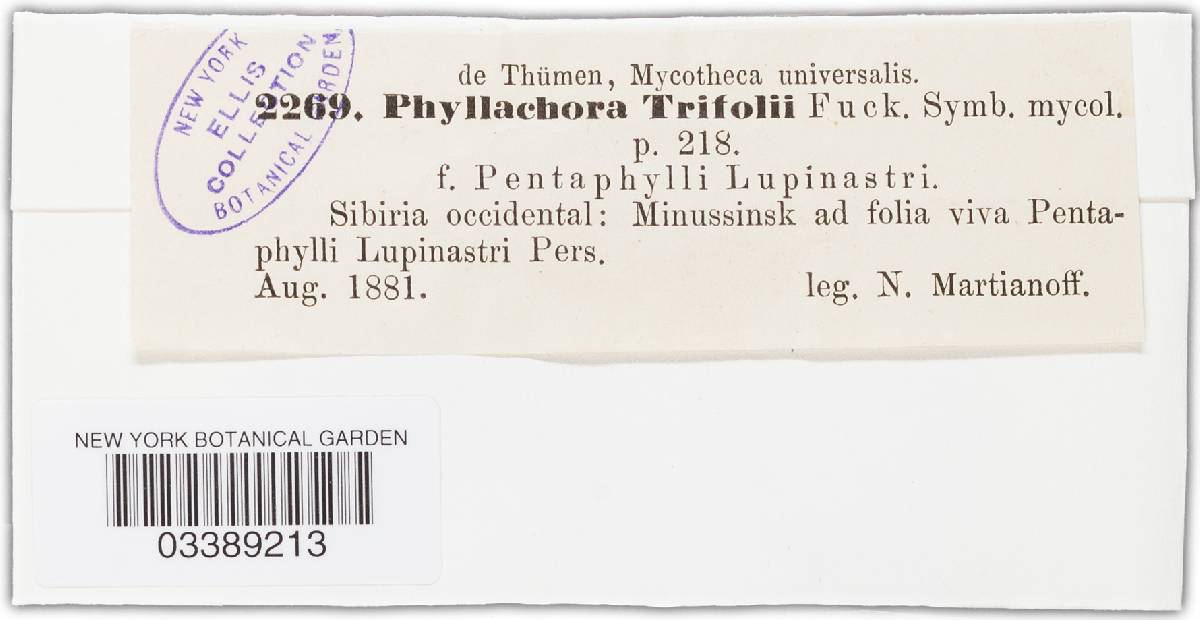 NEW YORK
ELLIS
COLLECTION
BOTANICAL GARDEN
de Thümen, Mycotheca universalis.
2269. Phyllachora Trifolii Fuck. Symb. mycol.
p. 218.
f. Pentaphylli Lupinastri.
Sibiria occidental: Minussinsk ad folia viva Penta-
phylli Lupinastri Pers.
Aug. 1881. leg. N. Martianoff.
NEW YORK BOTANICAL GARDEN
03389213